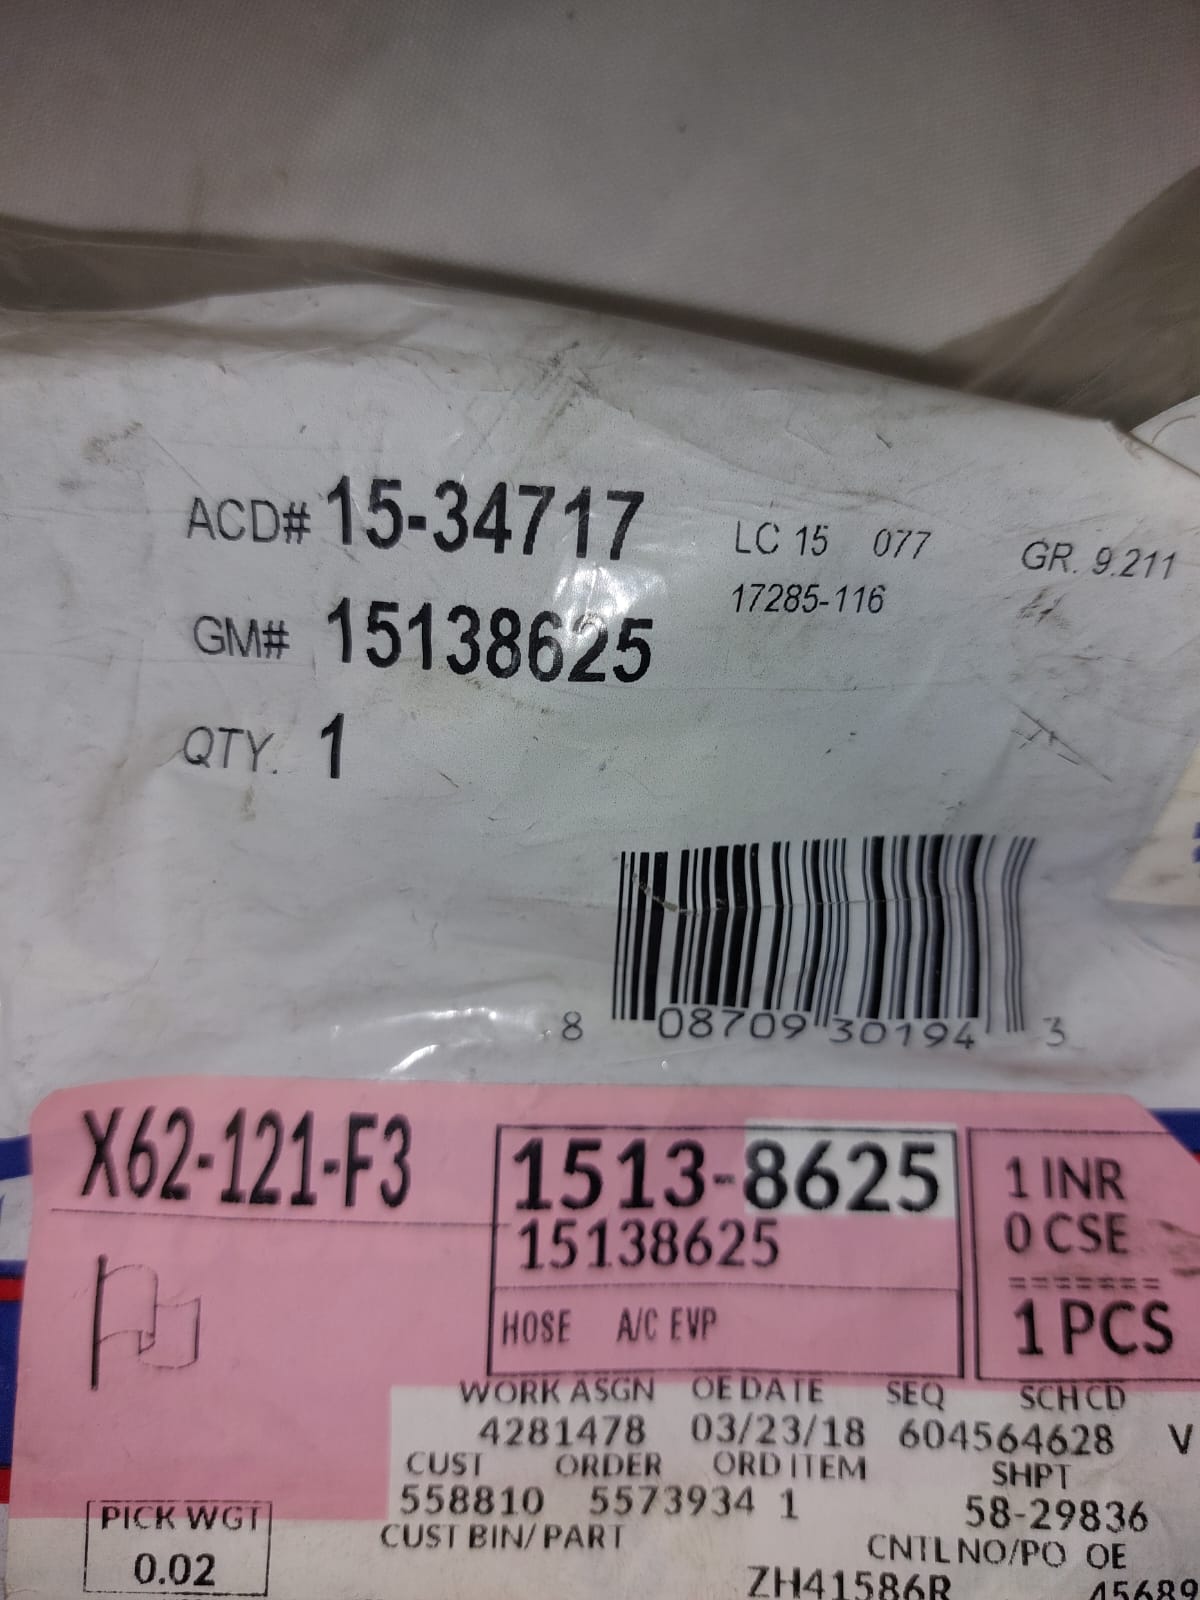 ACD# 15-34717 LC 15 077 GR. 9.211
17285-116
GM# 15138625
QTY. 1
8 08709 30194 3
X62-121-F3
1513-8625
15138625
HOSE A/C EVP
1 INR
0 CSE
=======
1 PCS
WORK ASGN OE DATE SEQ SCH CD
4281478 03/23/18 604564628 V
CUST ORDER ORD ITEM SHPT
558810 5573934 1 58-29836
CUST BIN/PART CNTL NO/PO OE
PICK WGT
0.02
ZH41586R 45689